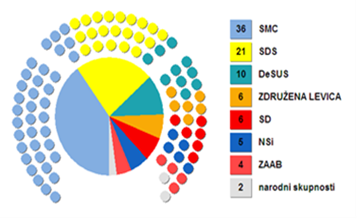 36 SMC
21 SDS
10 DeSUS
6 ZDRUŽENA LEVICA
6 SD
5 NSi
4 ZAAB
2 narodni skupnosti